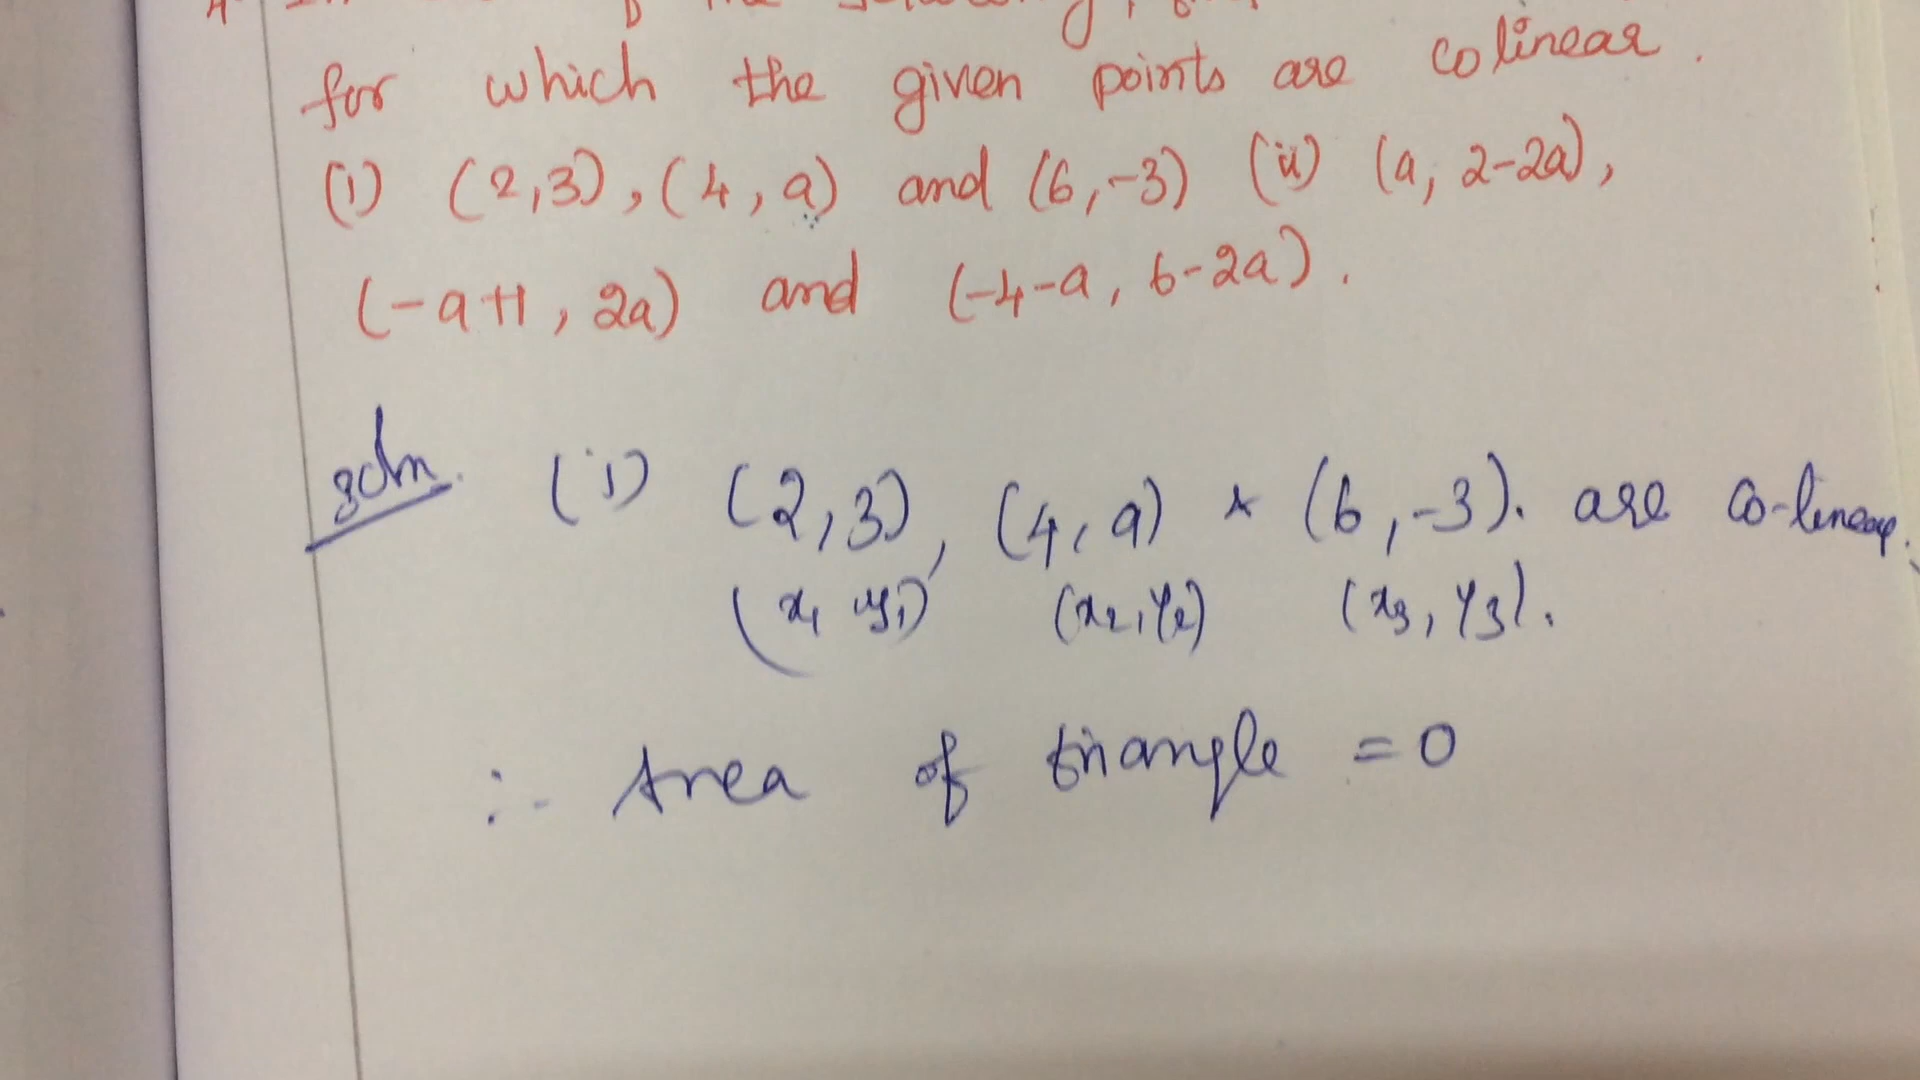 the following,
for which the given points are colinear.
(i) (2,3), (4, a) and (6,-3) (ii) (a, 2-2a),
(-a+1, 2a) and (-4-a, 6-2a).
Soln. (i) (2,3), (4, a) & (6,-3). are Co-linear.
(x1 y1) (x2, y2) (x3, y3).
∴ Area of triangle = 0